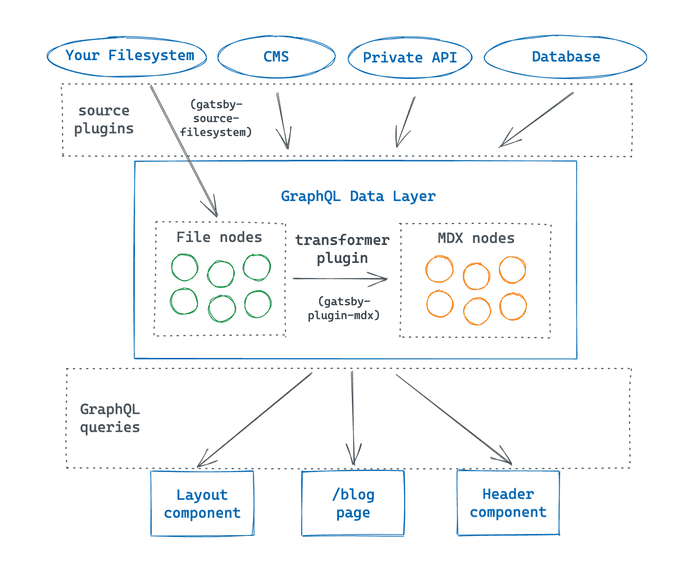 Your Filesystem
CMS
Private API
Database
source
plugins
(gatsby-
source-
filesystem)
GraphQL Data Layer
File nodes
transformer
plugin
(gatsby-
plugin-mdx)
MDX nodes
GraphQL
queries
Layout
component
/blog
page
Header
component